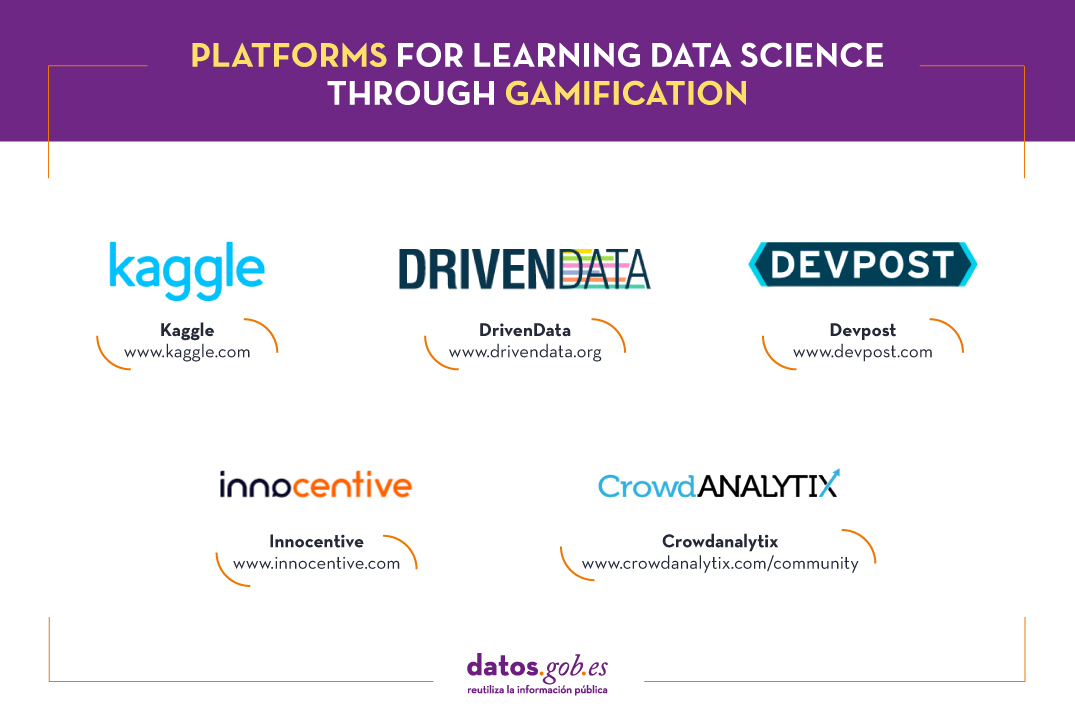 PLATFORMS FOR LEARNING DATA SCIENCE
THROUGH GAMIFICATION
kaggle
DRIVENDATA
DEVPOST
Kaggle
www.kaggle.com
DrivenData
www.drivendata.org
Devpost
www.devpost.com
innocentive
CrowdANALYTIX
Innocentive
www.innocentive.com
Crowdanalytix
www.crowdanalytix.com/community
datos.gob.es
reutiliza la información pública